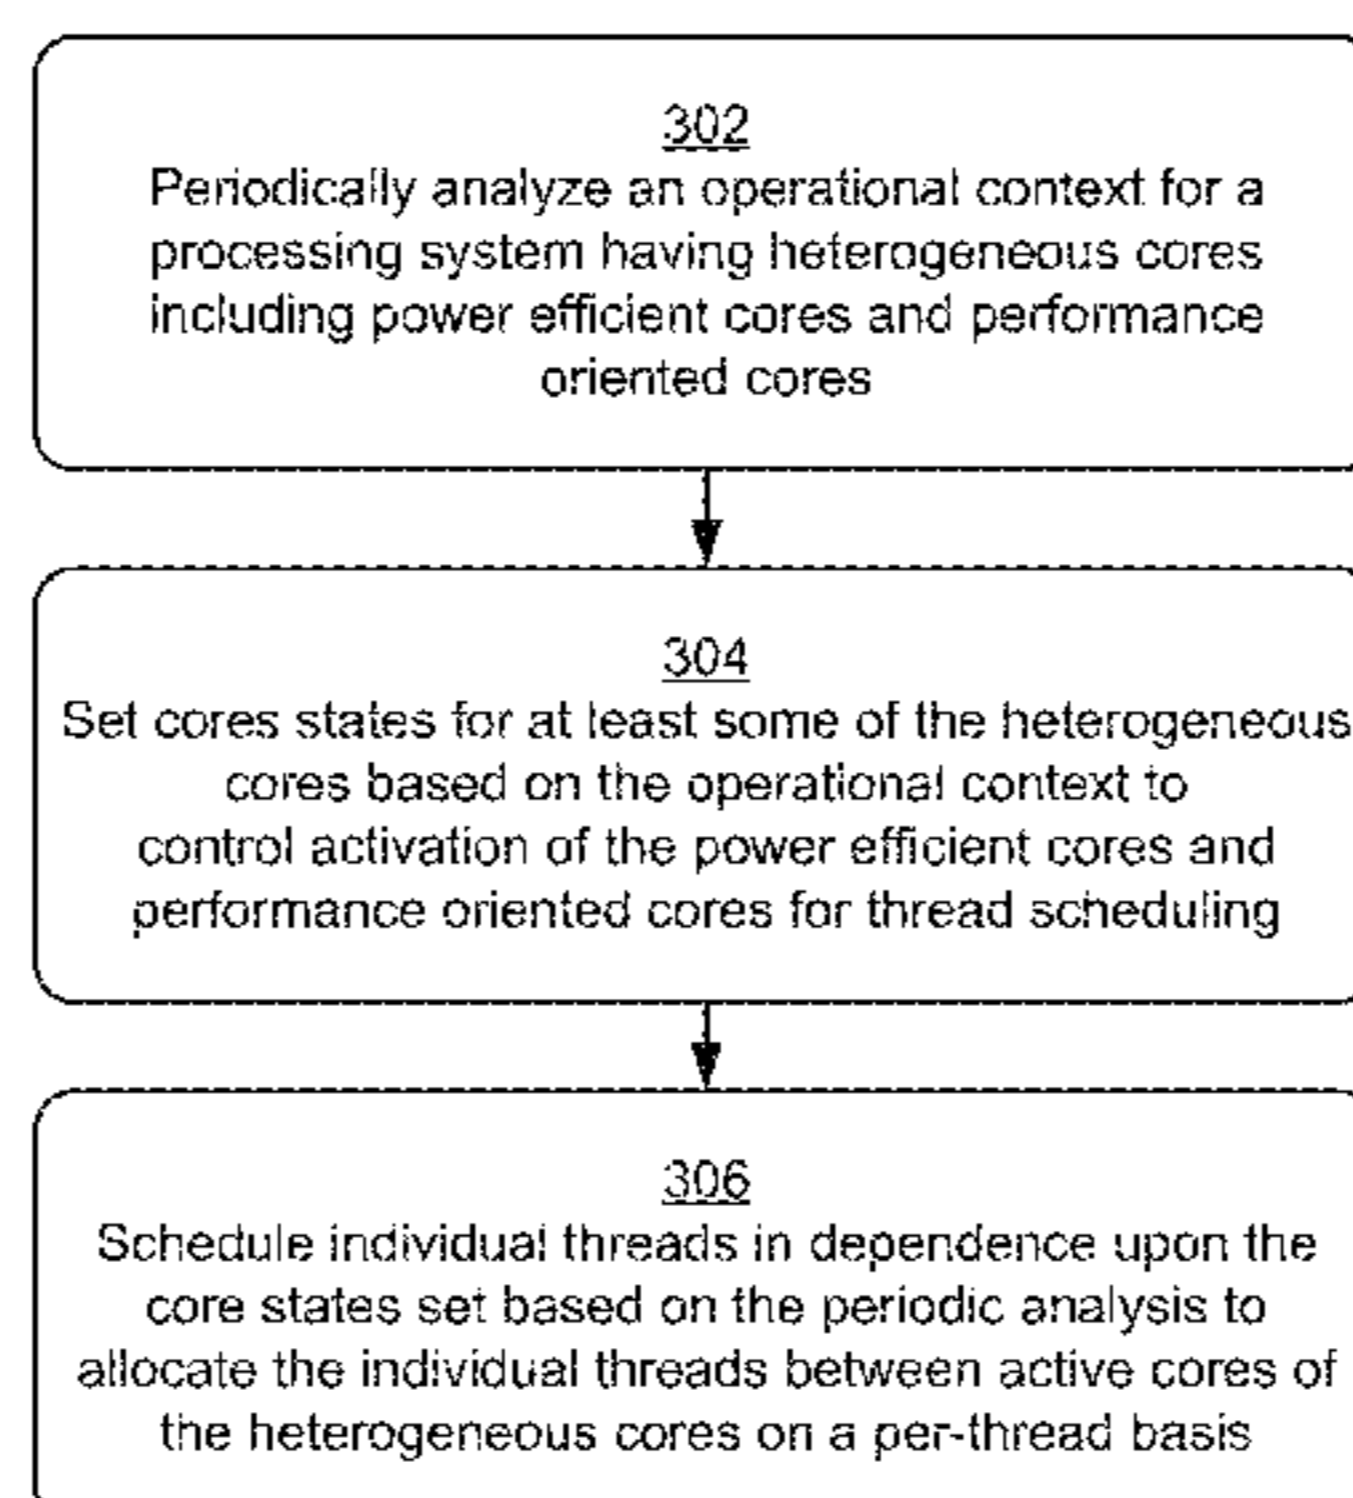 302
Periodically analyze an operational context for a
processing system having heterogeneous cores
including power efficient cores and performance
oriented cores
304
Set cores states for at least some of the heterogeneous
cores based on the operational context to
control activation of the power efficient cores and
performance oriented cores for thread scheduling
306
Schedule individual threads in dependence upon the
core states set based on the periodic analysis to
allocate the individual threads between active cores of
the heterogeneous cores on a per-thread basis